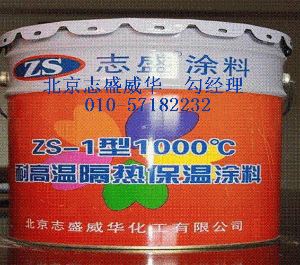 ZS 志盛涂料
北京志盛威华 勾经理
010 57182232
ZS-1型1000℃
耐高温隔热保温涂料
北京志盛威华化工有限公司